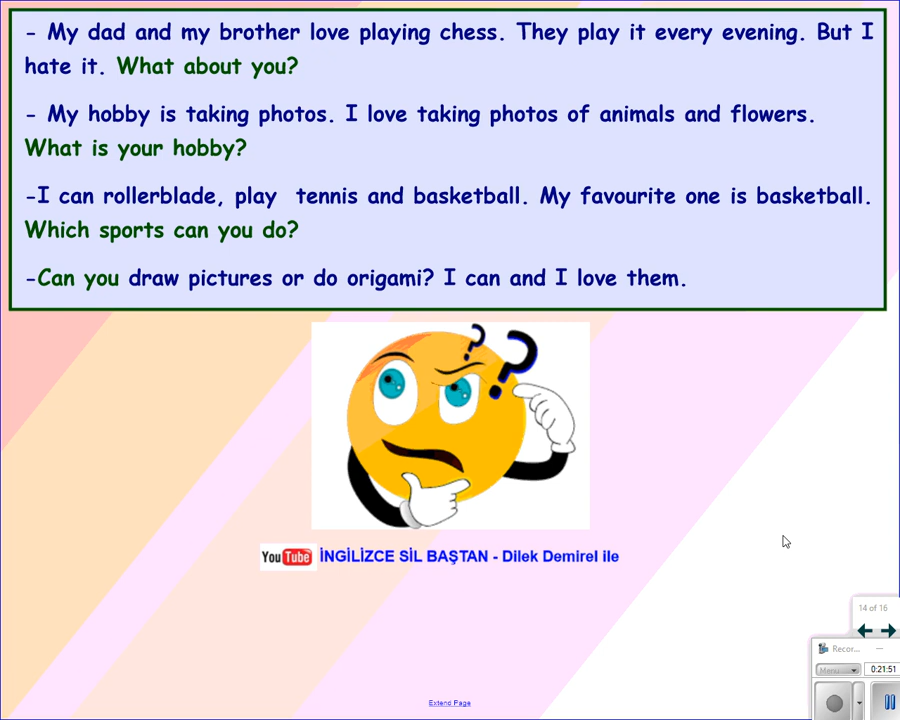 - My dad and my brother love playing chess. They play it every evening. But I
hate it. What about you?
- My hobby is taking photos. I love taking photos of animals and flowers.
What is your hobby?
-I can rollerblade, play tennis and basketball. My favourite one is basketball.
Which sports can you do?
-Can you draw pictures or do origami? I can and I love them.
? ?
YouTube İNGİLİZCE SİL BAŞTAN - Dilek Demirel ile
14 of 16
Recor...
Menu 0:21:51
Extend Page